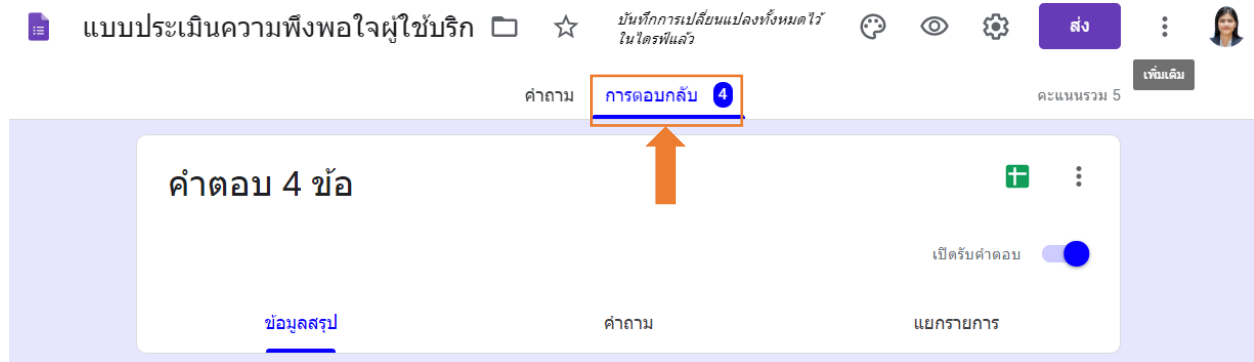 แบบประเมินความพึงพอใจผู้ใช้บริก
บันทึกการเปลี่ยนแปลงทั้งหมดไว้
ในไดรฟ์แล้ว
ส่ง
เพิ่มเติม
คำถาม
การตอบกลับ 4
คะแนนรวม 5
คำตอบ 4 ข้อ
เปิดรับคำตอบ
ข้อมูลสรุป
คำถาม
แยกรายการ